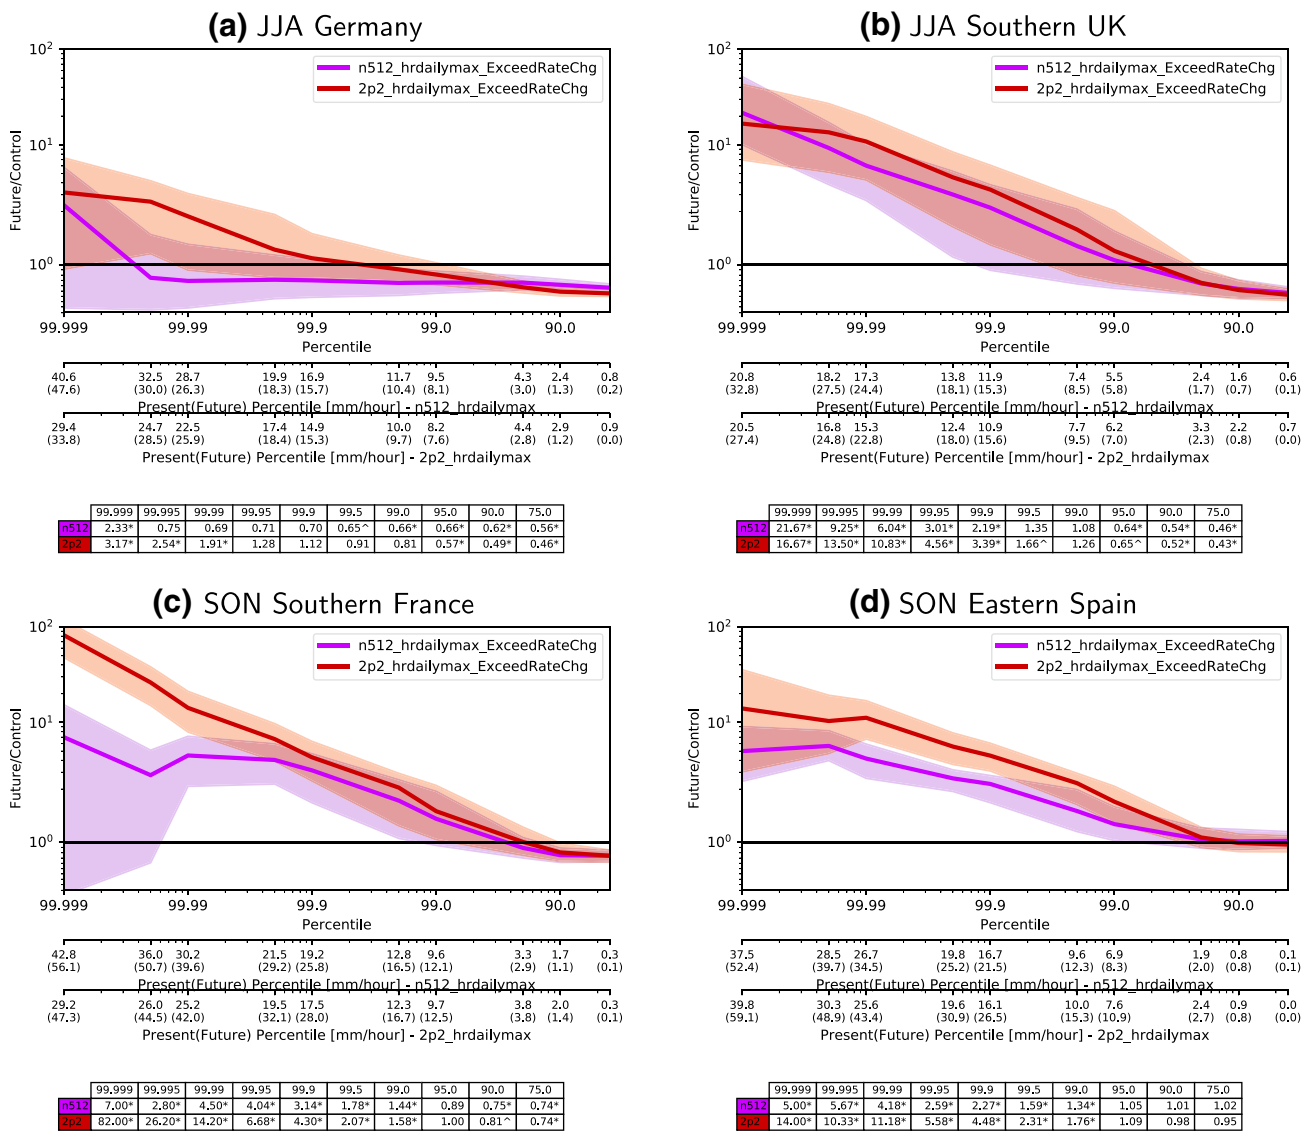 (a) JJA Germany
10²
10¹
10⁰
Future/Control
n512_hrdailymax_ExceedRateChg
2p2_hrdailymax_ExceedRateChg
99.999 99.99 99.9 99.0 90.0
Percentile
40.6 32.5 28.7 19.9 16.9 11.7 9.5 4.3 2.4 0.8
(47.6) (30.0) (26.3) (18.3) (15.7) (10.4) (8.1) (3.0) (1.3) (0.2)
Present(Future) Percentile [mm/hour] - n512_hrdailymax
29.4 24.7 22.5 17.4 14.9 10.0 8.2 4.4 2.9 0.9
(33.8) (28.5) (25.9) (18.4) (15.3) (9.7) (7.6) (2.8) (1.2) (0.0)
Present(Future) Percentile [mm/hour] - 2p2_hrdailymax
99.999 99.995 99.99 99.95 99.9 99.5 99.0 95.0 90.0 75.0
n512 2.33* 0.75 0.69 0.71 0.70 0.65^ 0.66* 0.66* 0.62* 0.56*
2p2 3.17* 2.54* 1.91* 1.28 1.12 0.91 0.81 0.57* 0.49* 0.46*
(b) JJA Southern UK
10²
10¹
10⁰
Future/Control
n512_hrdailymax_ExceedRateChg
2p2_hrdailymax_ExceedRateChg
99.999 99.99 99.9 99.0 90.0
Percentile
20.8 18.2 17.3 13.8 11.9 7.4 5.5 2.4 1.6 0.6
(32.8) (27.5) (24.4) (18.1) (15.3) (8.5) (5.8) (1.7) (0.7) (0.1)
Present(Future) Percentile [mm/hour] - n512_hrdailymax
20.5 16.8 15.3 12.4 10.9 7.7 6.2 3.3 2.2 0.7
(27.4) (24.8) (22.8) (18.0) (15.6) (9.5) (7.0) (2.3) (0.8) (0.0)
Present(Future) Percentile [mm/hour] - 2p2_hrdailymax
99.999 99.995 99.99 99.95 99.9 99.5 99.0 95.0 90.0 75.0
n512 21.67* 9.25* 6.04* 3.01* 2.19* 1.35 1.08 0.64* 0.54* 0.46*
2p2 16.67* 13.50* 10.83* 4.56* 3.39* 1.66^ 1.26 0.65^ 0.52* 0.43*
(c) SON Southern France
10²
10¹
10⁰
Future/Control
n512_hrdailymax_ExceedRateChg
2p2_hrdailymax_ExceedRateChg
99.999 99.99 99.9 99.0 90.0
Percentile
42.8 36.0 30.2 21.5 19.2 12.8 9.6 3.3 1.7 0.3
(56.1) (50.7) (39.6) (29.2) (25.8) (16.5) (12.1) (2.9) (1.1) (0.1)
Present(Future) Percentile [mm/hour] - n512_hrdailymax
29.2 26.0 25.2 19.5 17.5 12.3 9.7 3.8 2.0 0.3
(47.3) (44.5) (42.0) (32.1) (28.0) (16.7) (12.5) (3.8) (1.4) (0.1)
Present(Future) Percentile [mm/hour] - 2p2_hrdailymax
99.999 99.995 99.99 99.95 99.9 99.5 99.0 95.0 90.0 75.0
n512 7.00* 2.80* 4.50* 4.04* 3.14* 1.78* 1.44* 0.89 0.75* 0.74*
2p2 82.00* 26.20* 14.20* 6.68* 4.30* 2.07* 1.58* 1.00 0.81^ 0.74*
(d) SON Eastern Spain
10²
10¹
10⁰
Future/Control
n512_hrdailymax_ExceedRateChg
2p2_hrdailymax_ExceedRateChg
99.999 99.99 99.9 99.0 90.0
Percentile
37.5 28.5 26.7 19.8 16.7 9.6 6.9 1.9 0.8 0.1
(52.4) (39.7) (34.5) (25.2) (21.5) (12.3) (8.3) (2.0) (0.8) (0.1)
Present(Future) Percentile [mm/hour] - n512_hrdailymax
39.8 30.3 25.6 19.6 16.1 10.0 7.6 2.4 0.9 0.0
(59.1) (48.9) (43.4) (30.9) (26.5) (15.3) (10.9) (2.7) (0.8) (0.0)
Present(Future) Percentile [mm/hour] - 2p2_hrdailymax
99.999 99.995 99.99 99.95 99.9 99.5 99.0 95.0 90.0 75.0
n512 5.00* 5.67* 4.18* 2.59* 2.27* 1.59* 1.34* 1.05 1.01 1.02
2p2 14.00* 10.33* 11.18* 5.58* 4.48* 2.31* 1.76* 1.09 0.98 0.95